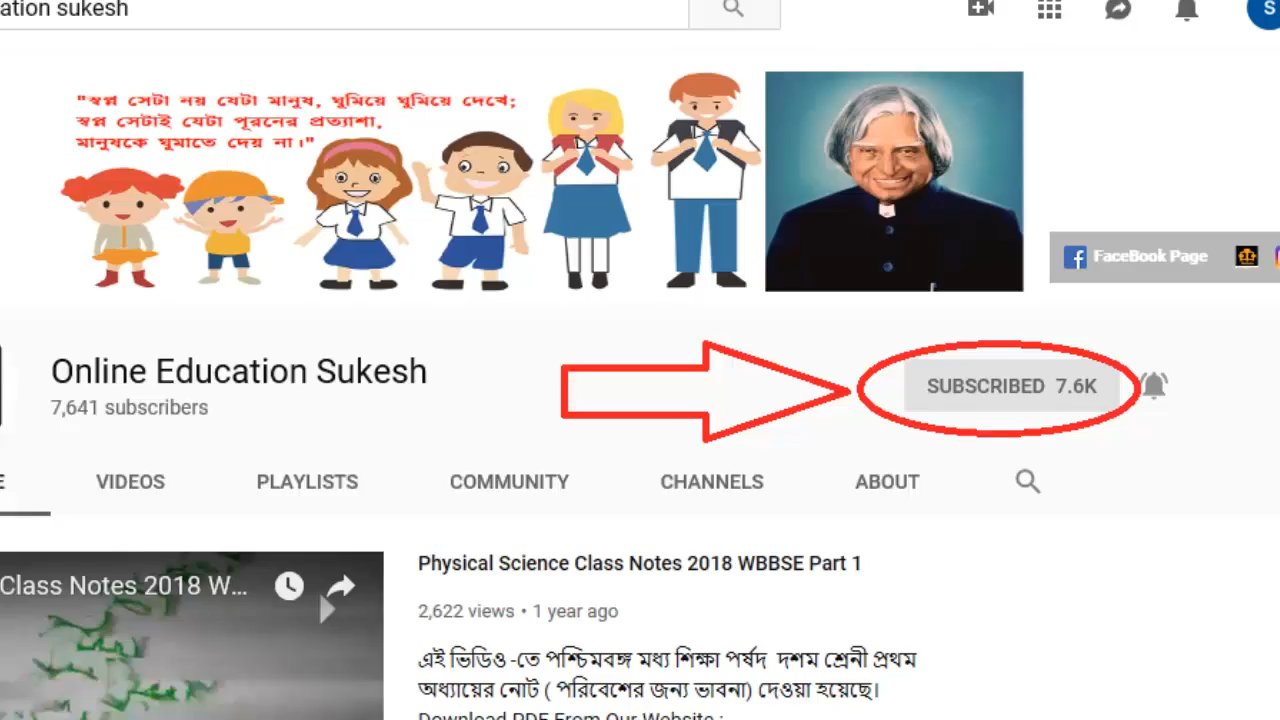 ation sukesh
S
"স্বপ্ন সেটা নয় যেটা মানুষ, ঘুমিয়ে ঘুমিয়ে দেখে;
স্বপ্ন সেটাই যেটা পূরনের প্রত্যাশা,
মানুষকে ঘুমাতে দেয় না।"
FaceBook Page
Online Education Sukesh
7,641 subscribers
SUBSCRIBED 7.6K
E VIDEOS PLAYLISTS COMMUNITY CHANNELS ABOUT
Class Notes 2018 W...
Physical Science Class Notes 2018 WBBSE Part 1
2,622 views • 1 year ago
এই ভিডিও -তে পশ্চিমবঙ্গ মধ্য শিক্ষা পর্ষদ দশম শ্রেনী প্রথম
অধ্যায়ের নোট ( পরিবেশের জন্য ভাবনা) দেওয়া হয়েছে।
Download PDF From Our Website :